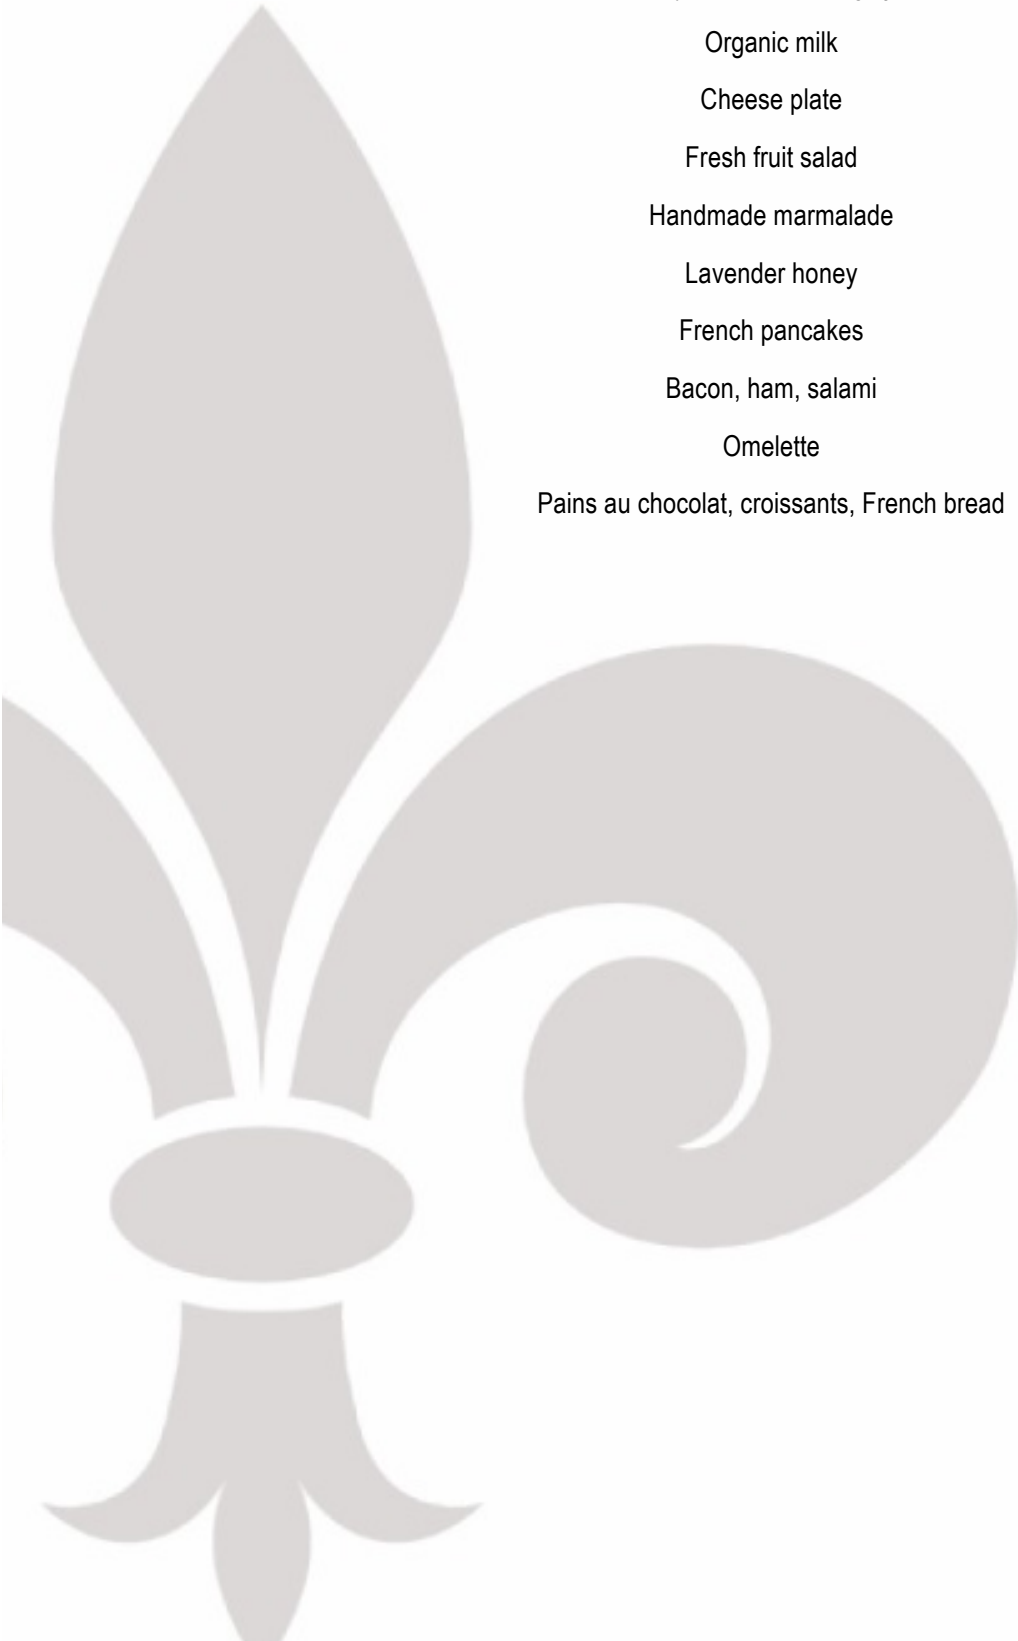 Organic milk
Cheese plate
Fresh fruit salad
Handmade marmalade
Lavender honey
French pancakes
Bacon, ham, salami
Omelette
Pains au chocolat, croissants, French bread